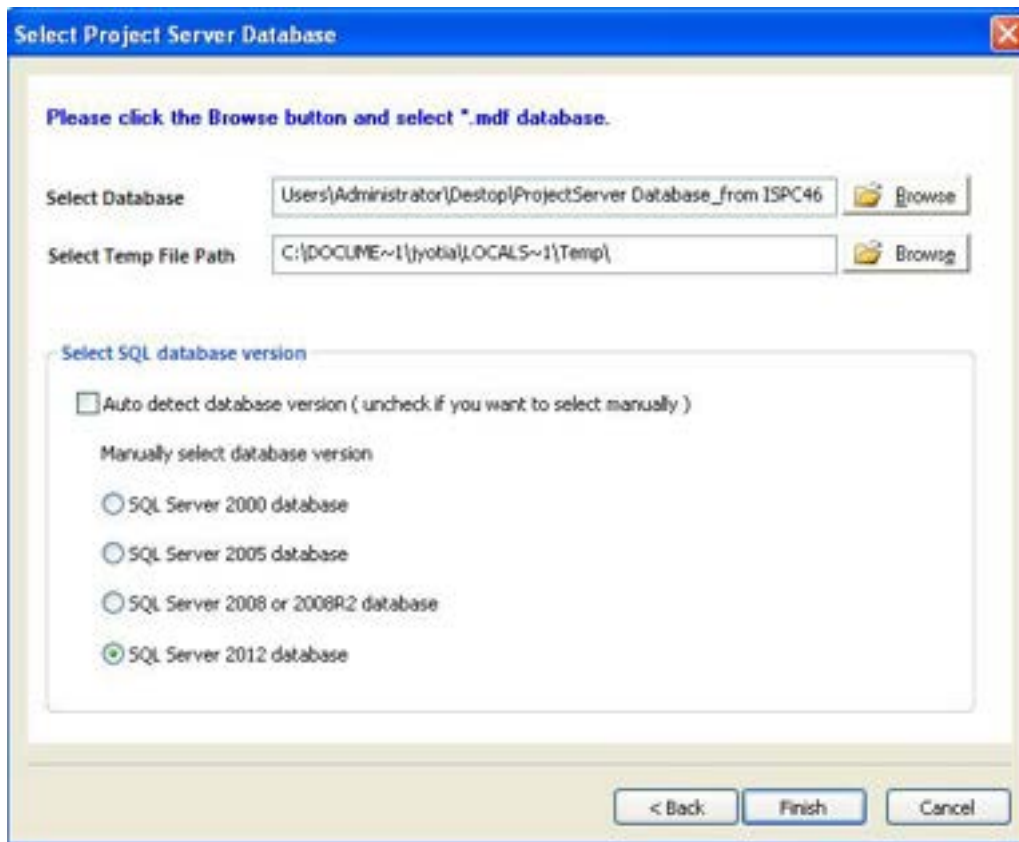 Select Project Server Database
Please click the Browse button and select *.mdf database.
Select Database Users\Administrator\Destop\ProjectServer Database_from ISPC46 Browse
Select Temp File Path C:\DOCUME~1\jyotial\LOCALS~1\Temp\ Browse
Select SQL database version
Auto detect database version ( uncheck if you want to select manually )
Manually select database version
SQL Server 2000 database
SQL Server 2005 database
SQL Server 2008 or 2008R2 database
SQL Server 2012 database
< Back Finish Cancel